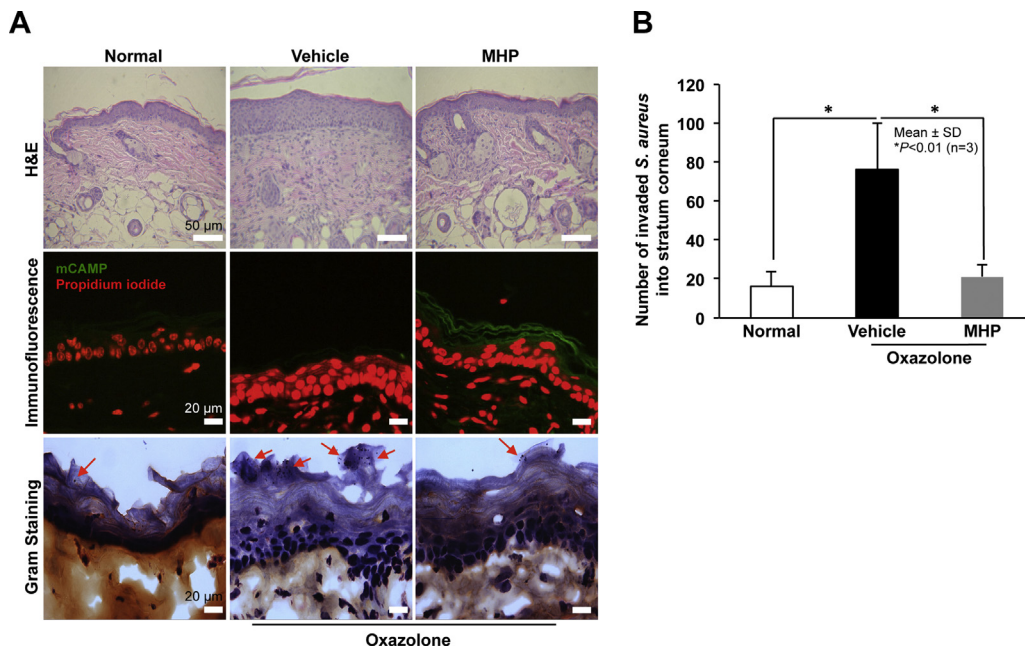 A
Normal
Vehicle
MHP
H&E
50 µm
Immunofluorescence
mCAMP
Propidium iodide
20 µm
Gram Staining
20 µm
Oxazolone
B
Number of invaded S. aureus
into stratum corneum
120
100
80
60
40
20
0
*
*
Mean ± SD
*P<0.01 (n=3)
Normal
Vehicle
MHP
Oxazolone